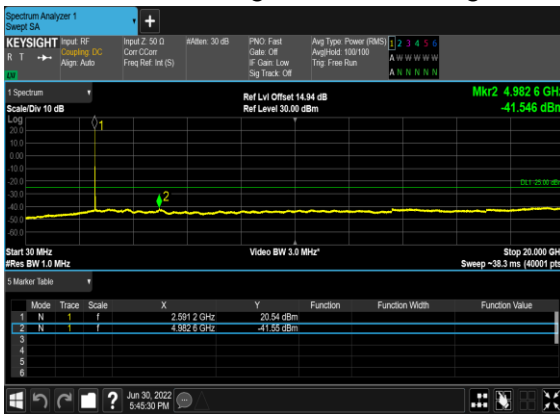 Spectrum Analyzer 1
Swept SA
KEYSIGHT Input: RF Input Z: 50 Ω #Atten: 30 dB PNO: Fast Avg Type: Power (RMS) 1 2 3 4 5 6
R T Coupling: DC Corr CCorr Gate: Off Avg|Hold: 100/100 A W W W W W
Align: Auto Freq Ref: Int (S) IF Gain: Low Trig: Free Run
Sig Track: Off A N N N N N
LV
1 Spectrum Ref Lvl Offset 14.94 dB Mkr2 4.982 6 GHz
Scale/Div 10 dB Ref Level 30.00 dBm -41.546 dBm
Log
20.0
10.0
0.00
-10.0
-20.0
-30.0
-40.0
-50.0
-60.0
1
2
DL1 -25.00 dBm
Start 30 MHz Video BW 3.0 MHz* Stop 20.000 GHz
#Res BW 1.0 MHz Sweep ~38.3 ms (40001 pts)
5 Marker Table
Mode Trace Scale X Y Function Function Width Function Value
1 N 1 f 2.591 2 GHz 20.54 dBm
2 N 1 f 4.982 6 GHz -41.55 dBm
3
4
5
6
? Jun 30, 2022
5:45:30 PM